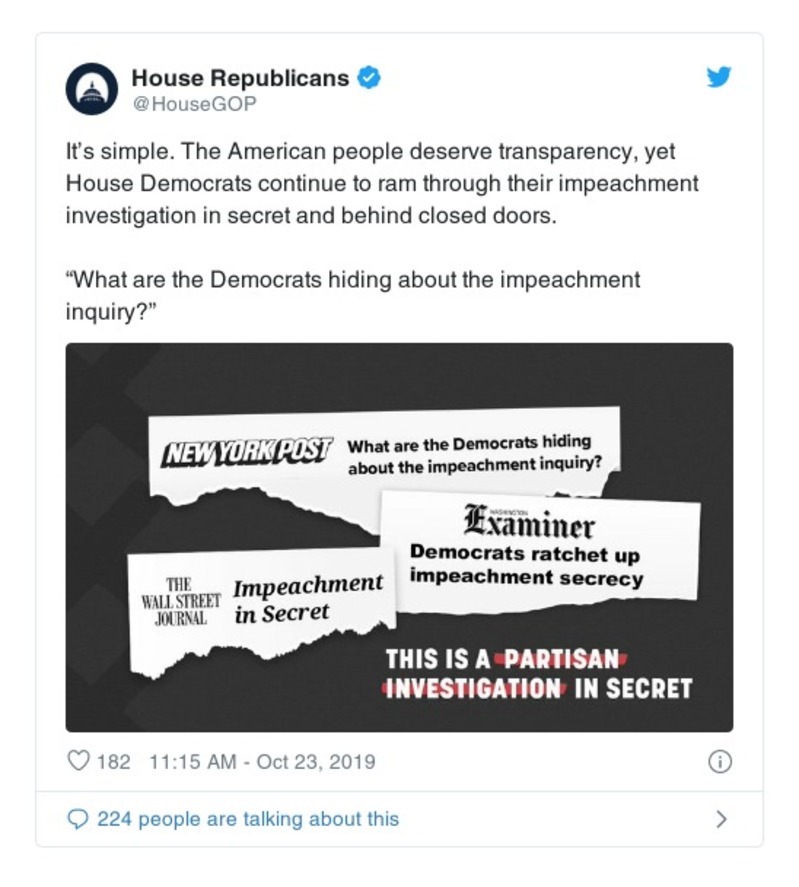 House Republicans
@HouseGOP
It’s simple. The American people deserve transparency, yet
House Democrats continue to ram through their impeachment
investigation in secret and behind closed doors.
“What are the Democrats hiding about the impeachment
inquiry?”
NEW YORK POST
What are the Democrats hiding
about the impeachment inquiry?
WASHINGTON
Examiner
Democrats ratchet up
impeachment secrecy
THE
WALL STREET
JOURNAL
Impeachment
in Secret
THIS IS A PARTISAN
INVESTIGATION IN SECRET
182 11:15 AM - Oct 23, 2019
224 people are talking about this